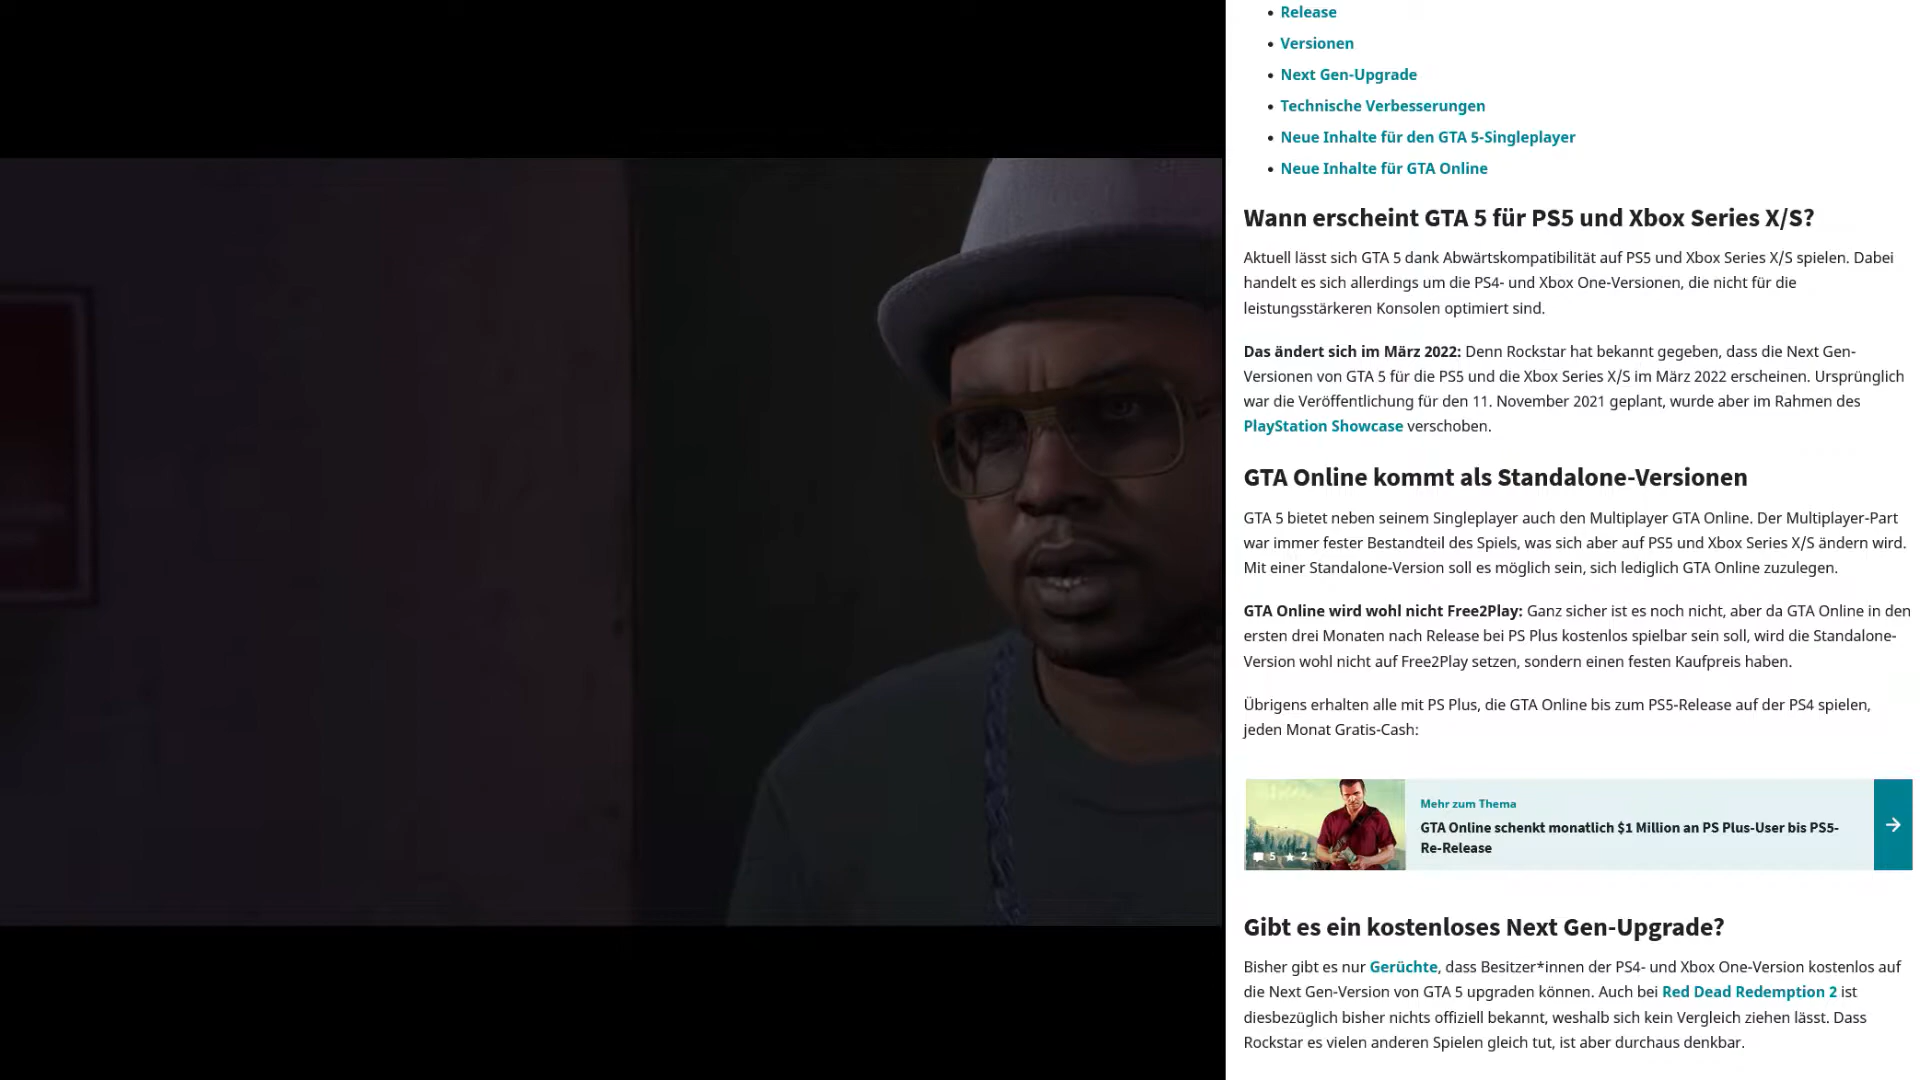 Release
Versionen
Next Gen-Upgrade
Technische Verbesserungen
Neue Inhalte für den GTA 5-Singleplayer
Neue Inhalte für GTA Online
Wann erscheint GTA 5 für PS5 und Xbox Series X/S?
Aktuell lässt sich GTA 5 dank Abwärtskompatibilität auf PS5 und Xbox Series X/S spielen. Dabei
handelt es sich allerdings um die PS4- und Xbox One-Versionen, die nicht für die
leistungsstärkeren Konsolen optimiert sind.
Das ändert sich im März 2022: Denn Rockstar hat bekannt gegeben, dass die Next Gen-
Versionen von GTA 5 für die PS5 und die Xbox Series X/S im März 2022 erscheinen. Ursprünglich
war die Veröffentlichung für den 11. November 2021 geplant, wurde aber im Rahmen des
PlayStation Showcase verschoben.
GTA Online kommt als Standalone-Versionen
GTA 5 bietet neben seinem Singleplayer auch den Multiplayer GTA Online. Der Multiplayer-Part
war immer fester Bestandteil des Spiels, was sich aber auf PS5 und Xbox Series X/S ändern wird.
Mit einer Standalone-Version soll es möglich sein, sich lediglich GTA Online zuzulegen.
GTA Online wird wohl nicht Free2Play: Ganz sicher ist es noch nicht, aber da GTA Online in den
ersten drei Monaten nach Release bei PS Plus kostenlos spielbar sein soll, wird die Standalone-
Version wohl nicht auf Free2Play setzen, sondern einen festen Kaufpreis haben.
Übrigens erhalten alle mit PS Plus, die GTA Online bis zum PS5-Release auf der PS4 spielen,
jeden Monat Gratis-Cash:
Mehr zum Thema
GTA Online schenkt monatlich $1 Million an PS Plus-User bis PS5-
Re-Release
5 2
Gibt es ein kostenloses Next Gen-Upgrade?
Bisher gibt es nur Gerüchte, dass Besitzer*innen der PS4- und Xbox One-Version kostenlos auf
die Next Gen-Version von GTA 5 upgraden können. Auch bei Red Dead Redemption 2 ist
diesbezüglich bisher nichts offiziell bekannt, weshalb sich kein Vergleich ziehen lässt. Dass
Rockstar es vielen anderen Spielen gleich tut, ist aber durchaus denkbar.